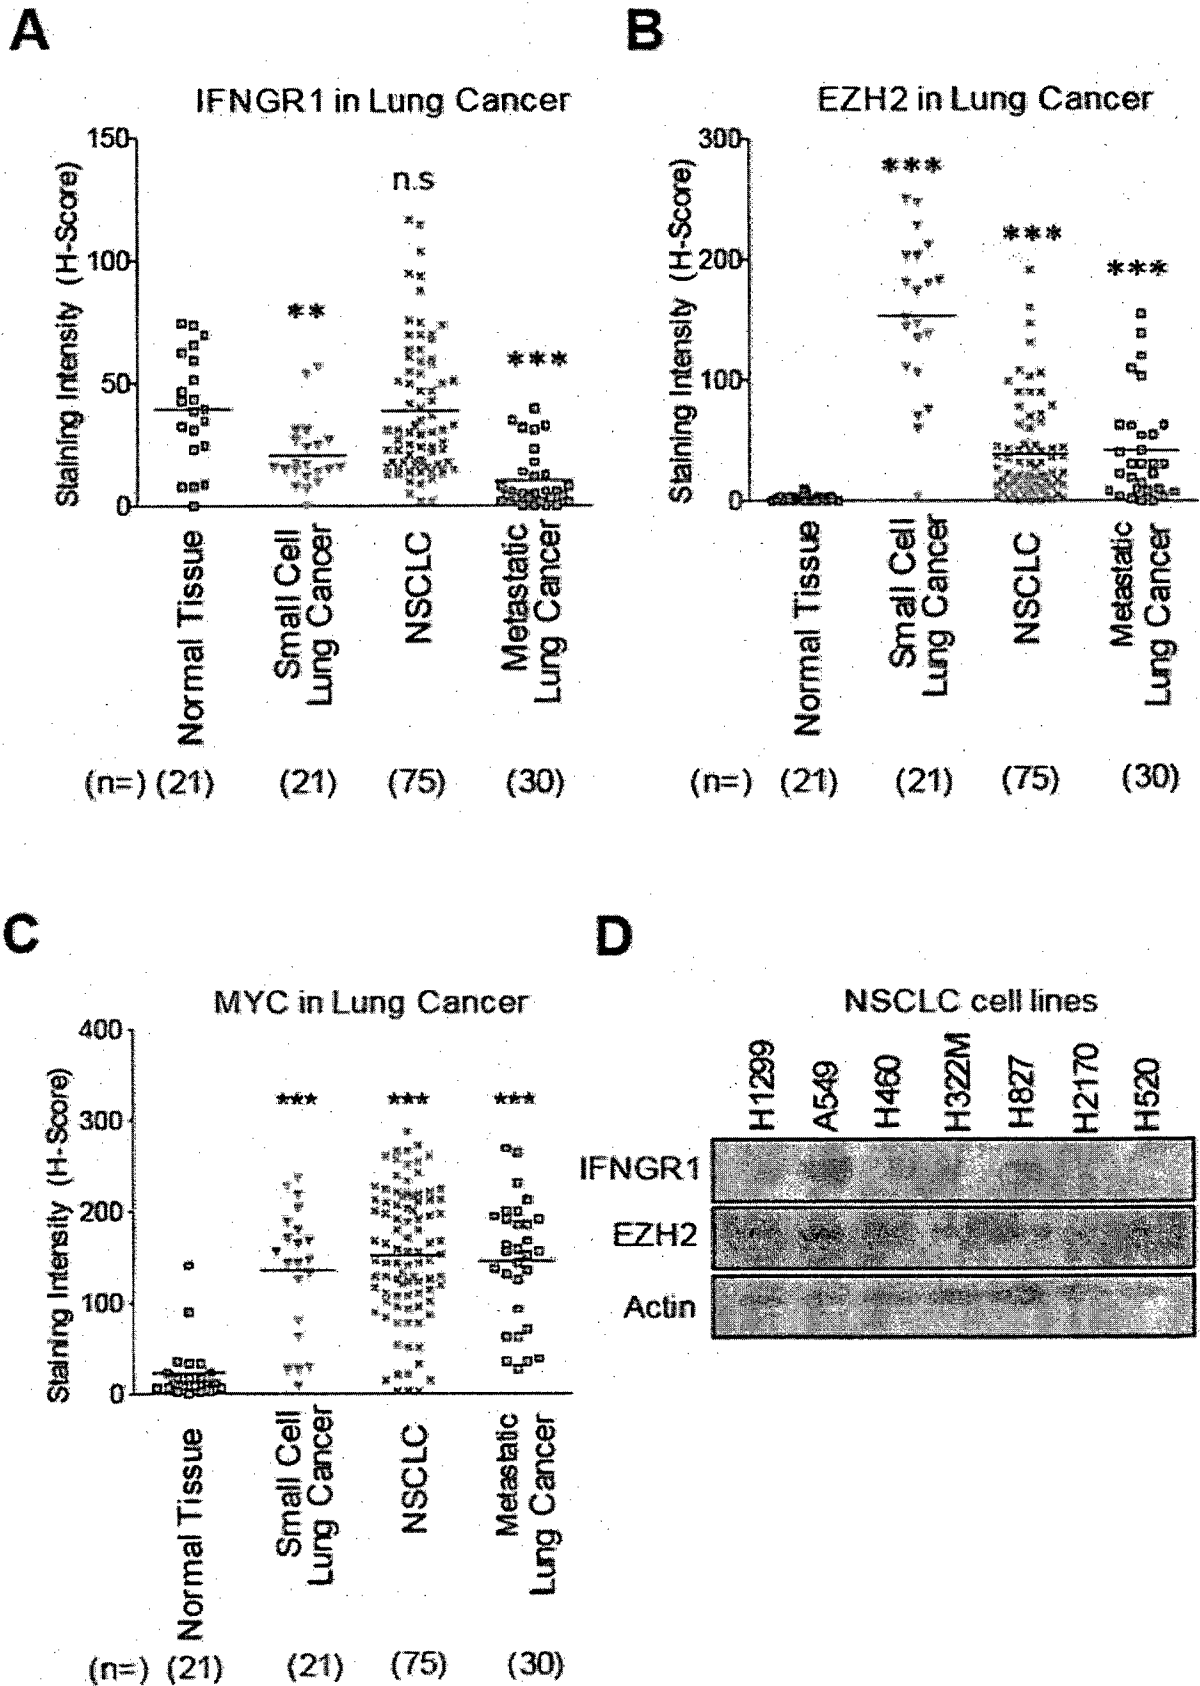 A
IFNGR1 in Lung Cancer
Staining Intensity (H-Score)
150
100
50
0
n.s
**
***
Normal Tissue
Small Cell
Lung Cancer
NSCLC
Metastatic
Lung Cancer
(n=) (21) (21) (75) (30)
B
EZH2 in Lung Cancer
Staining Intensity (H-Score)
300
200
100
0
***
***
***
Normal Tissue
Small Cell
Lung Cancer
NSCLC
Metastatic
Lung Cancer
(n=) (21) (21) (75) (30)
C
MYC in Lung Cancer
Staining Intensity (H-Score)
400
300
200
100
0
*** *** ***
Normal Tissue
Small Cell
Lung Cancer
NSCLC
Metastatic
Lung Cancer
(n=) (21) (21) (75) (30)
D
NSCLC cell lines
H1299
A549
H460
H322M
H827
H2170
H520
IFNGR1
EZH2
Actin